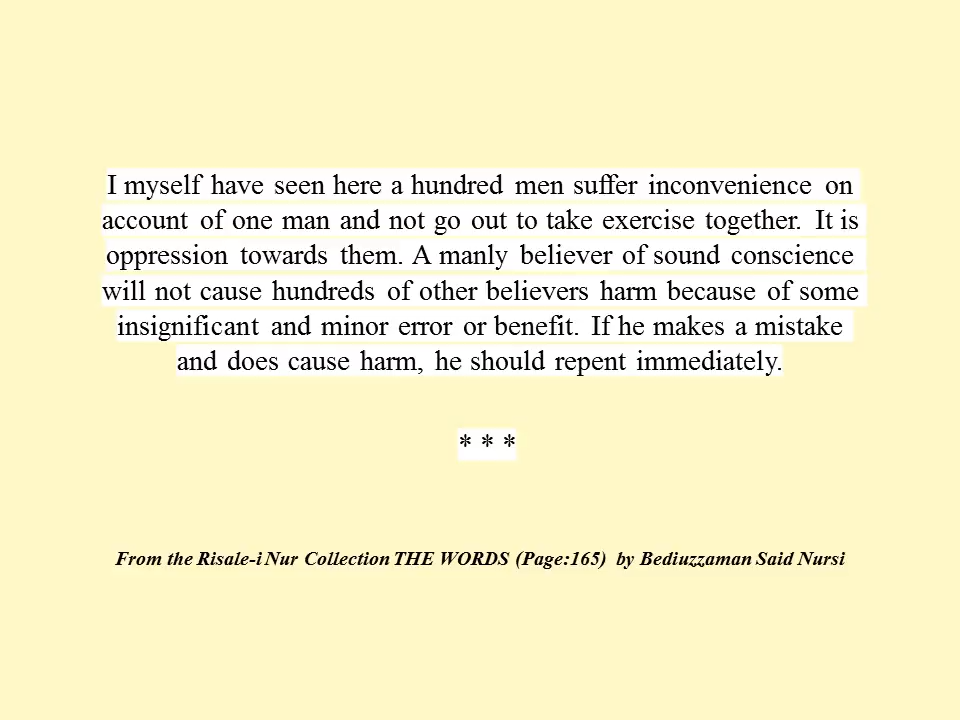 I myself have seen here a hundred men suffer inconvenience on
account of one man and not go out to take exercise together. It is
oppression towards them. A manly believer of sound conscience
will not cause hundreds of other believers harm because of some
insignificant and minor error or benefit. If he makes a mistake
and does cause harm, he should repent immediately.
* * *
From the Risale-i Nur Collection THE WORDS (Page:165) by Bediuzzaman Said Nursi